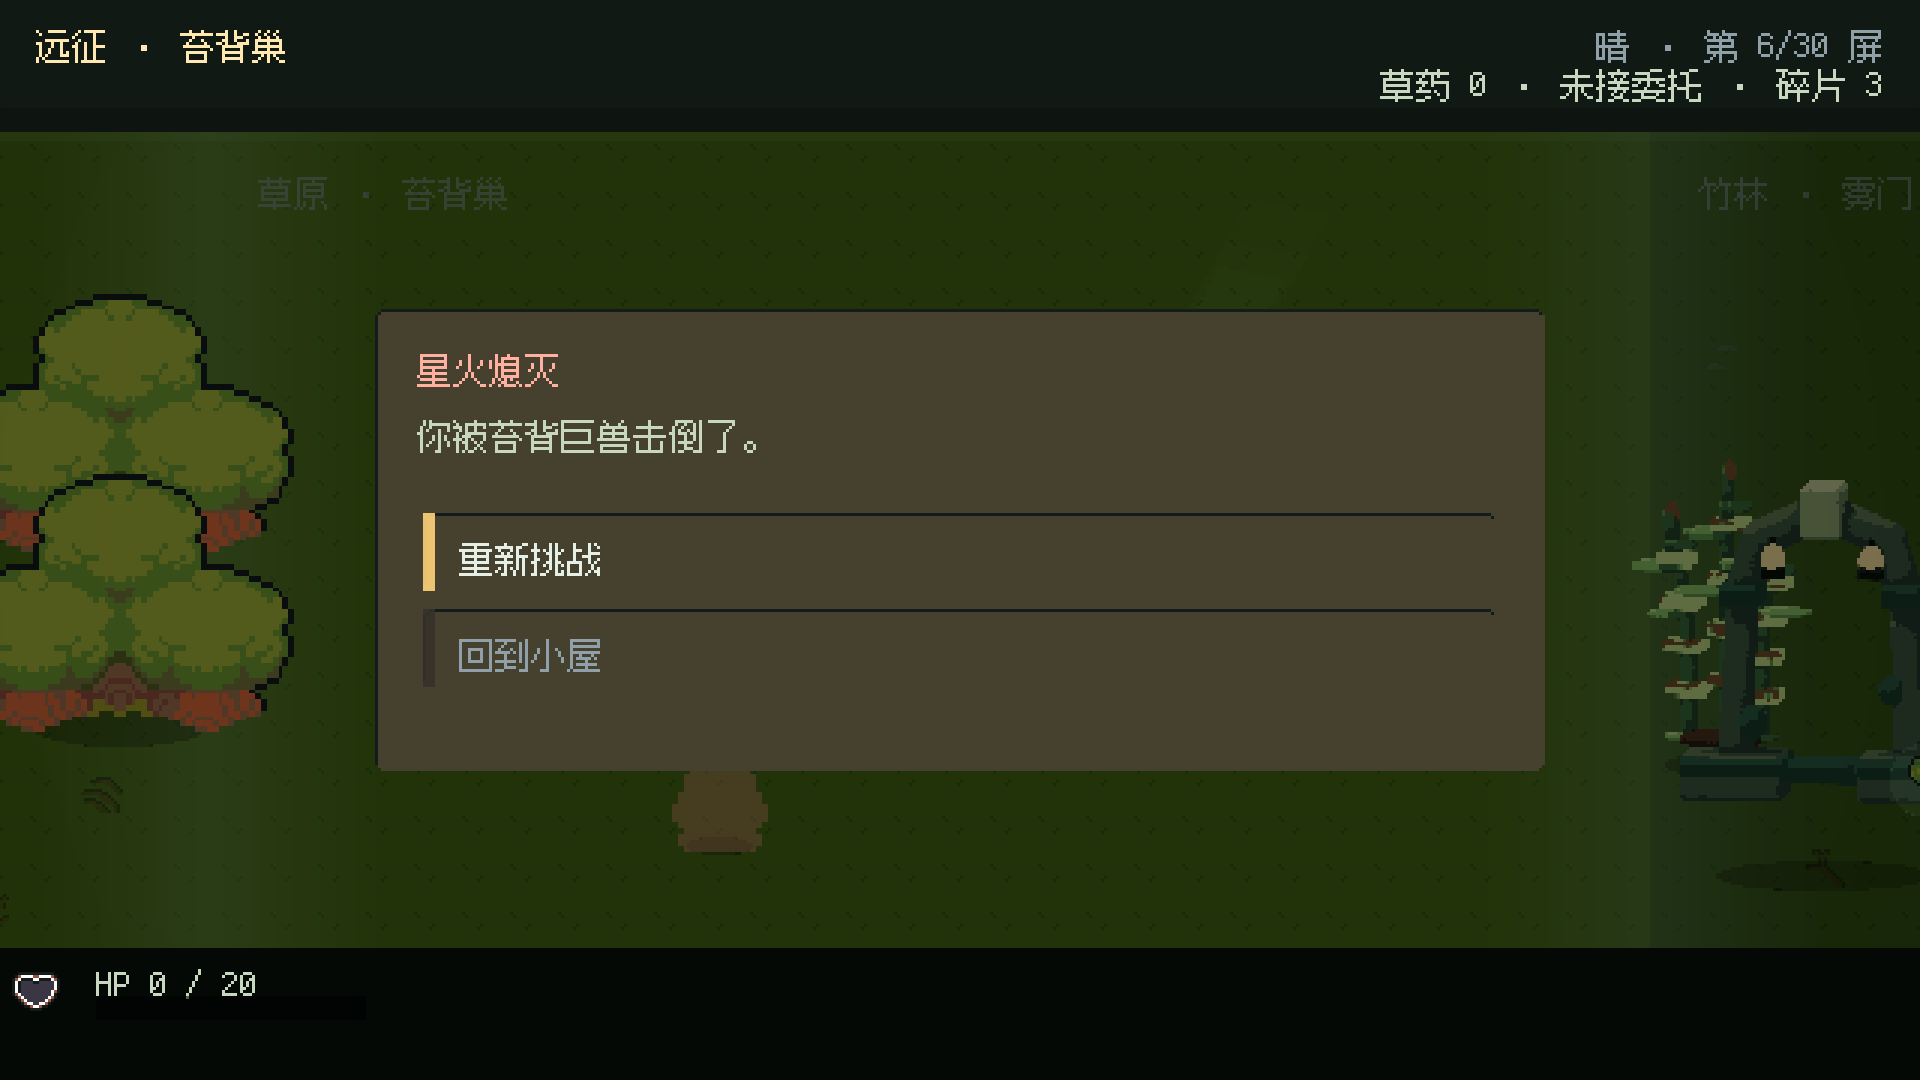 远征 · 苔背巢
晴 · 第 6/30 屏
草药 0 · 未接委托 · 碎片 3
草原 · 苔背巢
竹林 · 雾门
星火熄灭
你被苔背巨兽击倒了。
重新挑战
回到小屋
HP 0 / 20